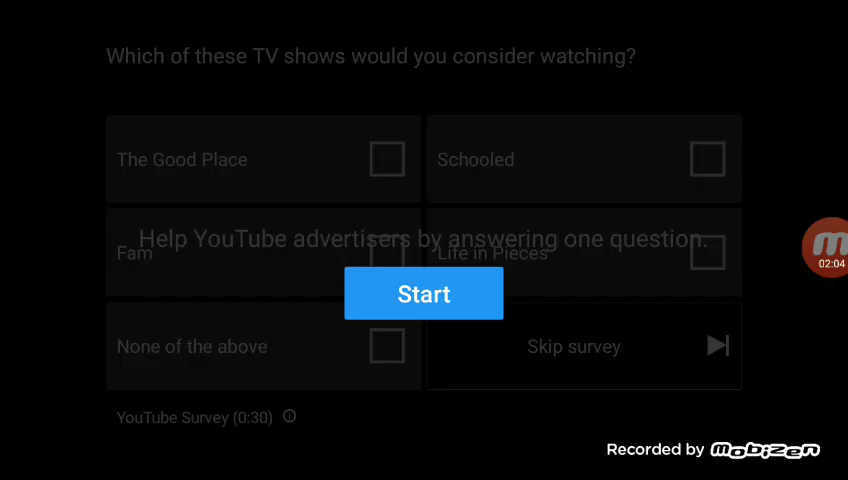 Which of these TV shows would you consider watching?
The Good Place
Schooled
Help YouTube advertisers by answering one question.
Fam
Life in Pieces
Start
None of the above
Skip survey
YouTube Survey (0:30)
02:04
Recorded by mobizen